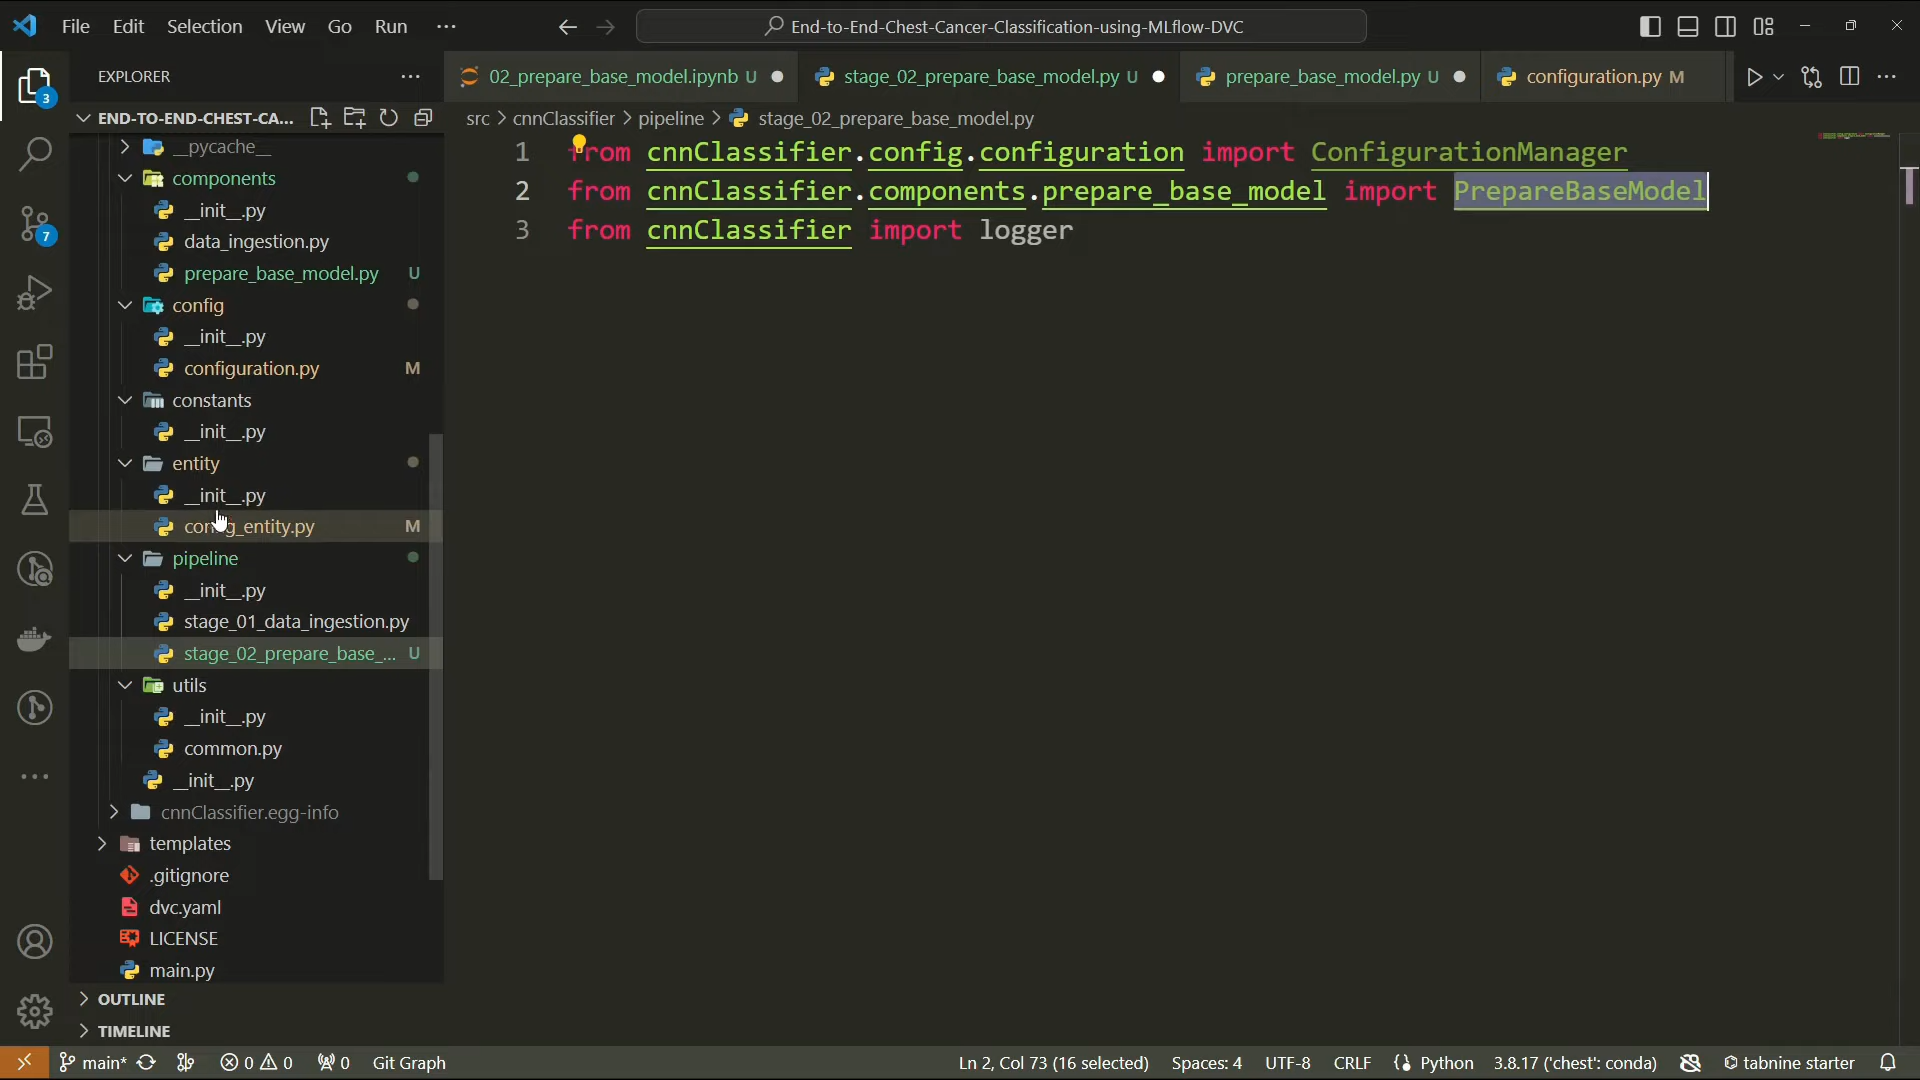 File Edit Selection View Go Run ···
End-to-End-Chest-Cancer-Classification-using-MLflow-DVC
EXPLORER ···
02_prepare_base_model.ipynb U
stage_02_prepare_base_model.py U
prepare_base_model.py U
configuration.py M
END-TO-END-CHEST-CA...
src > cnnClassifier > pipeline > stage_02_prepare_base_model.py
1 from cnnClassifier.config.configuration import ConfigurationManager
2 from cnnClassifier.components.prepare_base_model import PrepareBaseModel
3 from cnnClassifier import logger
__pycache__
components
__init__.py
data_ingestion.py
prepare_base_model.py U
config
__init__.py
configuration.py M
constants
__init__.py
entity
__init__.py
config_entity.py M
pipeline
__init__.py
stage_01_data_ingestion.py
stage_02_prepare_base_... U
utils
__init__.py
common.py
__init__.py
cnnClassifier.egg-info
templates
.gitignore
dvc.yaml
LICENSE
main.py
OUTLINE
TIMELINE
3
7
main* 0 0 0 Git Graph
Ln 2, Col 73 (16 selected) Spaces: 4 UTF-8 CRLF Python 3.8.17 ('chest': conda) tabnine starter